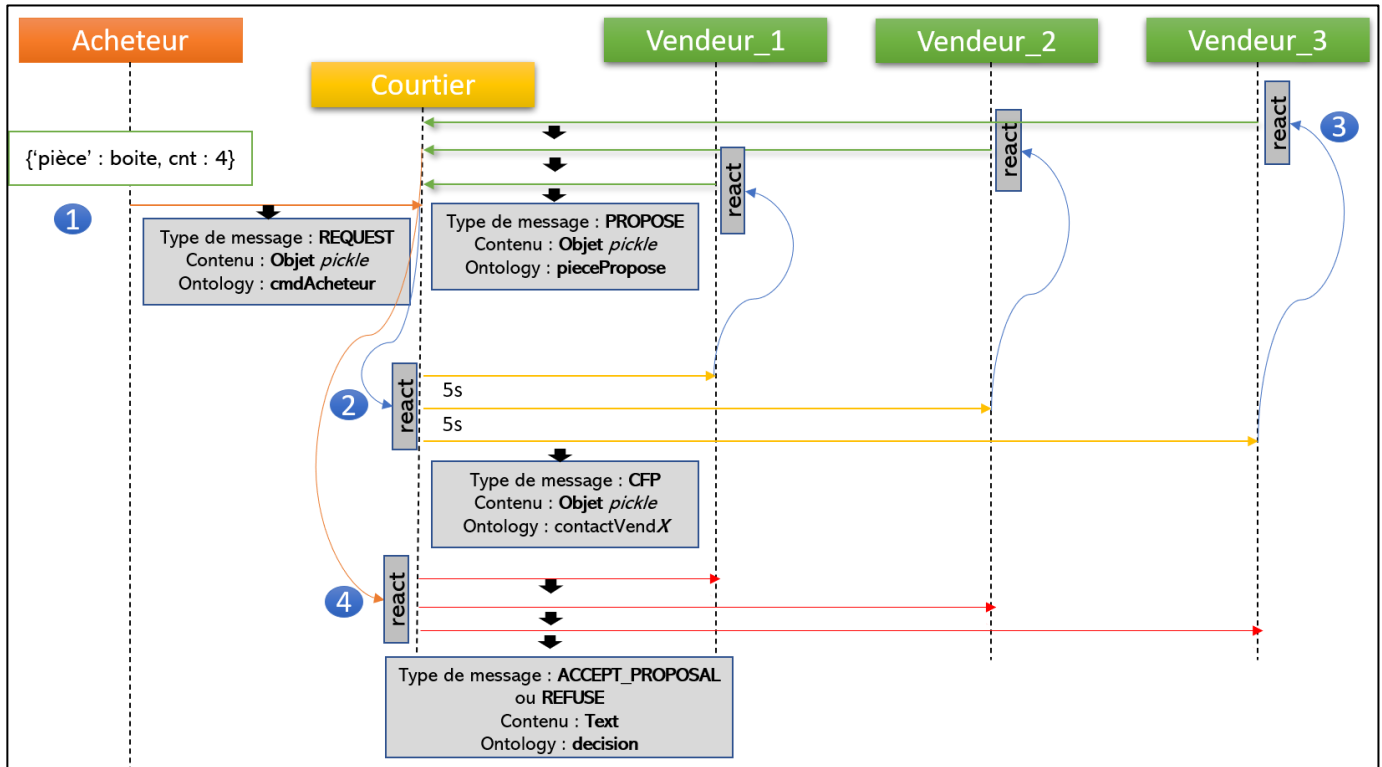 Acheteur
Courtier
Vendeur_1
Vendeur_2
Vendeur_3
{‘pièce’ : boite, cnt : 4}
1
Type de message : REQUEST
Contenu : Objet pickle
Ontology : cmdAcheteur
Type de message : PROPOSE
Contenu : Objet pickle
Ontology : piecePropose
react
react
react
3
2
react
5s
5s
Type de message : CFP
Contenu : Objet pickle
Ontology : contactVendX
4
react
Type de message : ACCEPT_PROPOSAL
ou REFUSE
Contenu : Text
Ontology : decision